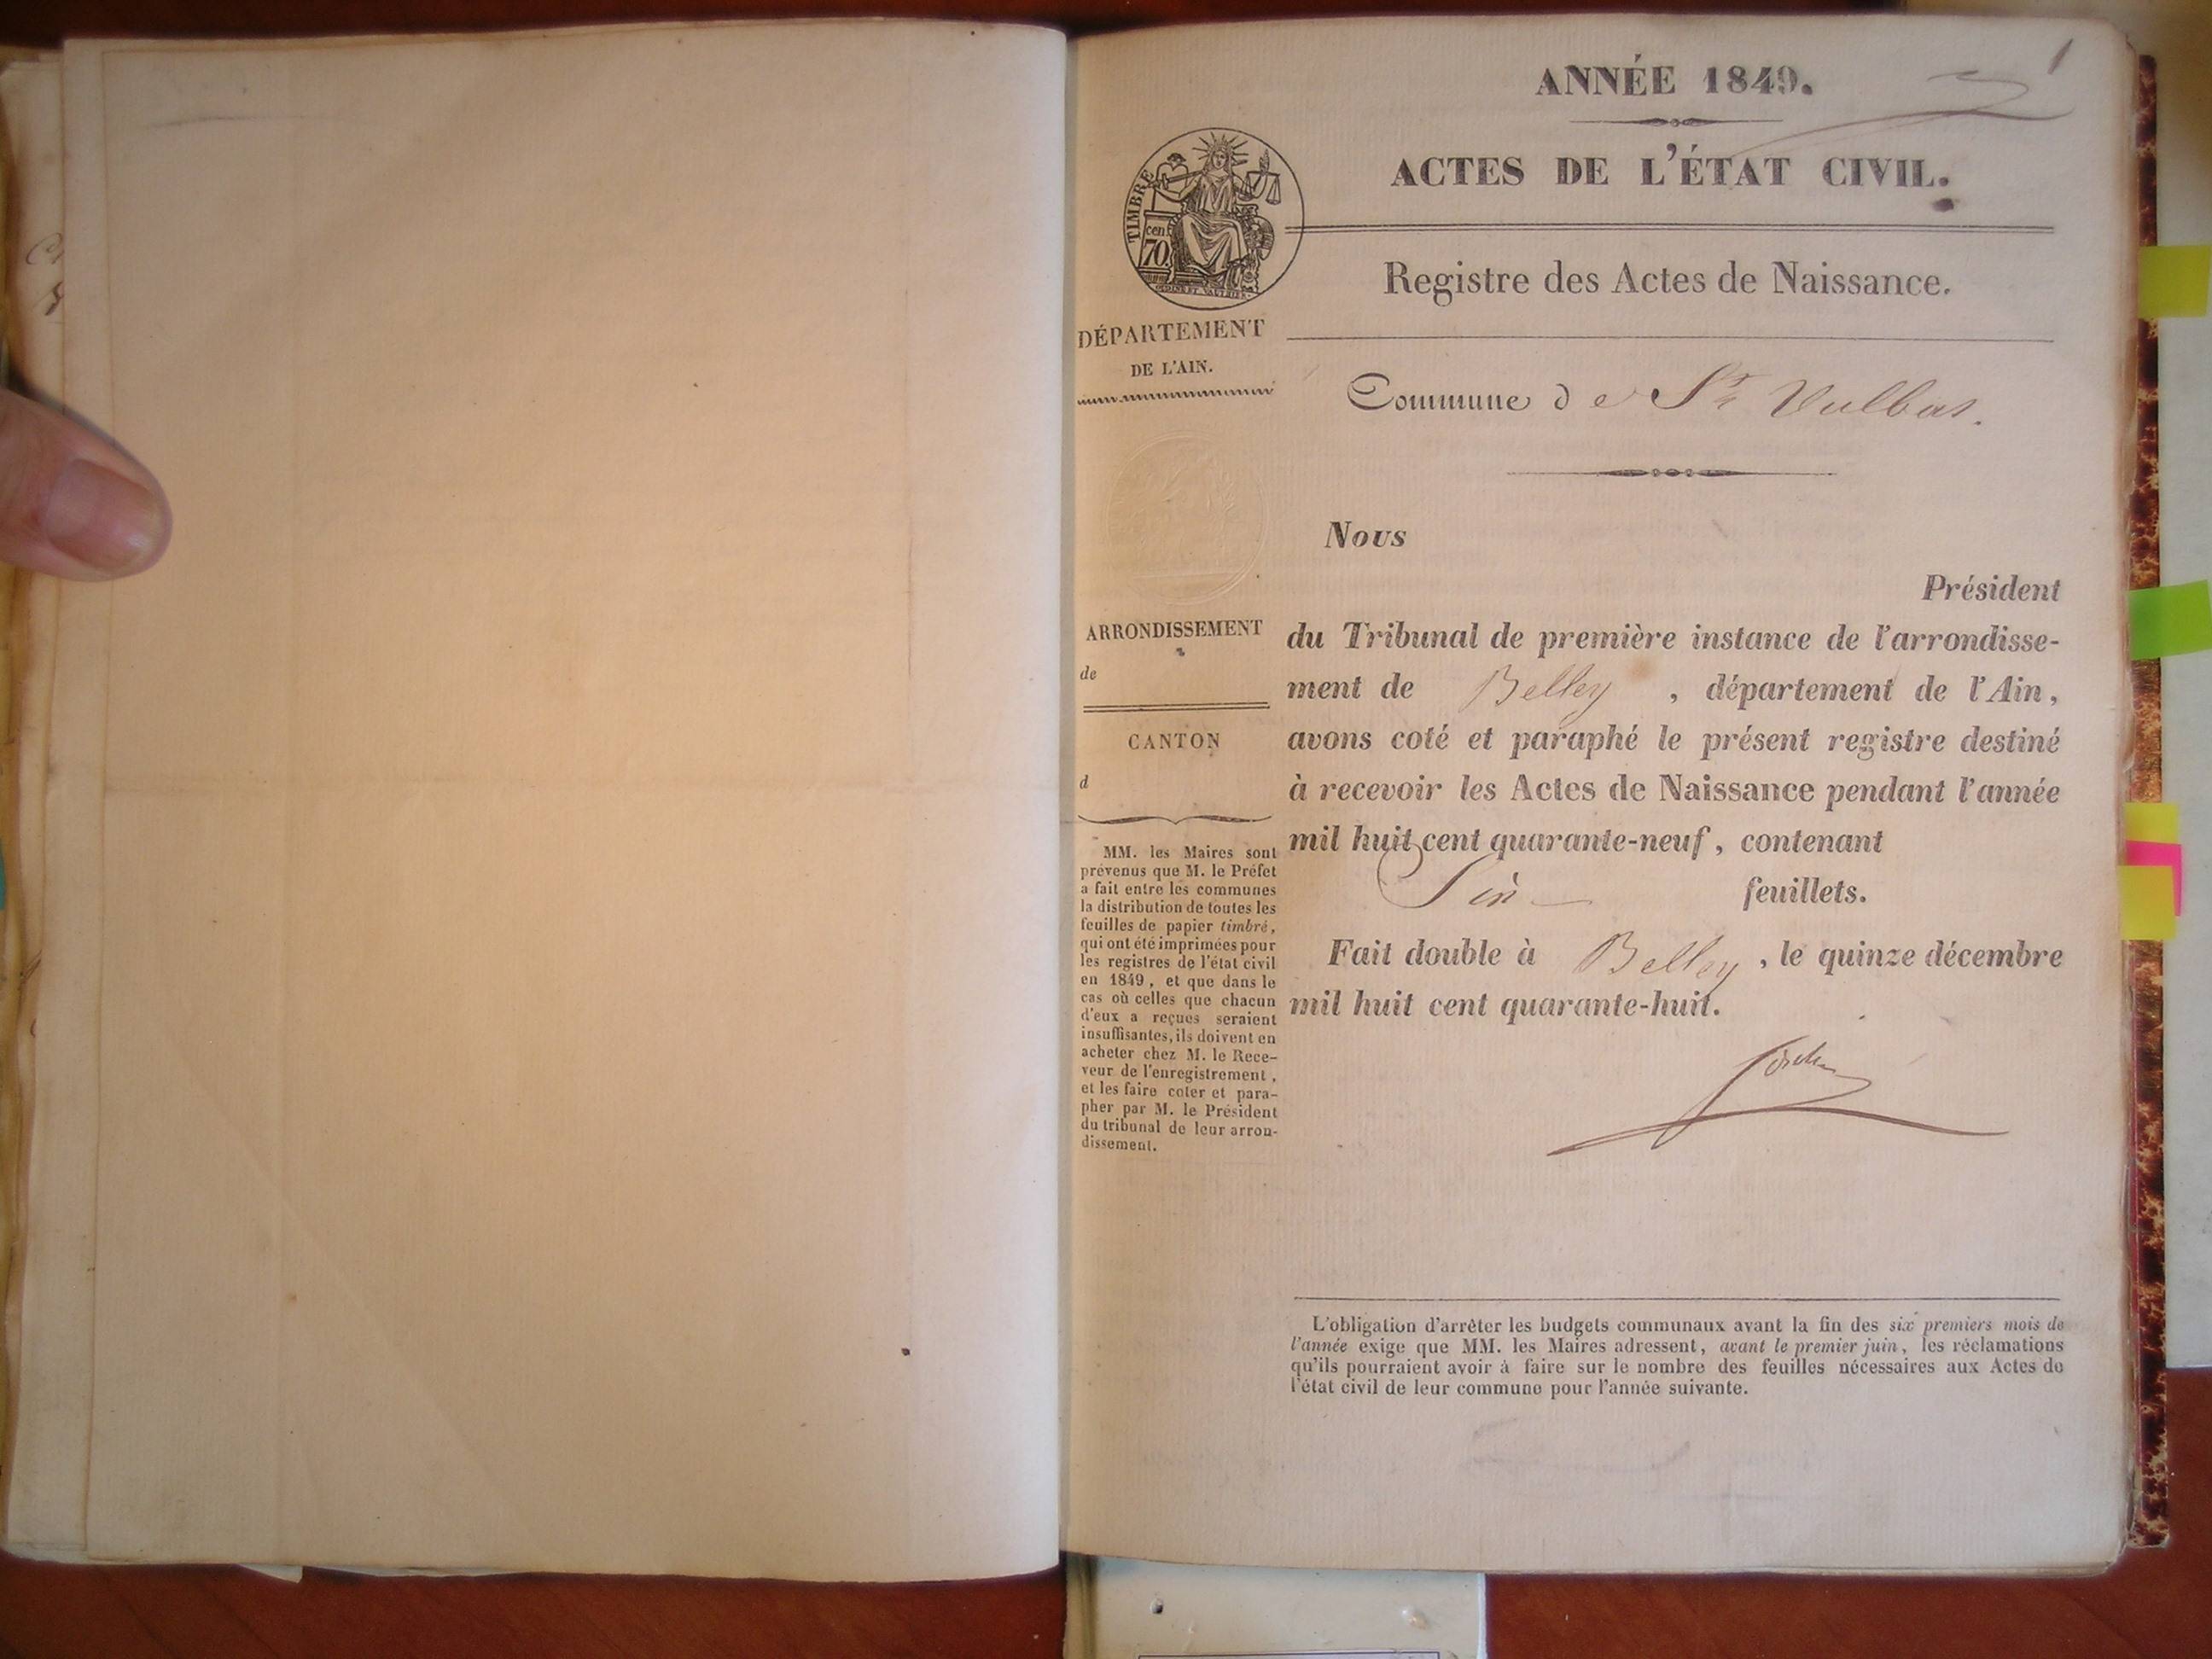 1
ANNÉE 1849.
ACTES DE L'ÉTAT CIVIL.
TIMBRE
cen.
70.
Registre des Actes de Naissance.
DÉPARTEMENT
DE L'AIN.
Commune de St Vulbas.
Nous
Président
du Tribunal de première instance de l'arrondisse-
ment de Belley, département de l'Ain,
avons coté et paraphé le présent registre destiné
à recevoir les Actes de Naissance pendant l'année
mil huit cent quarante-neuf, contenant
Six feuillets.
Fait double à Belley, le quinze décembre
mil huit cent quarante-huit.
ARRONDISSEMENT
de
CANTON
d
MM. les Maires sont
prévenus que M. le Préfet
a fait entre les communes
la distribution de toutes les
feuilles de papier timbré,
qui ont été imprimées pour
les registres de l'état civil
en 1849, et que dans le
cas où celles que chacun
d'eux a reçues seraient
insuffisantes, ils doivent en
acheter chez M. le Rece-
veur de l'enregistrement,
et les faire coter et para-
pher par M. le Président
du tribunal de leur arron-
dissement.
L'obligation d'arrêter les budgets communaux avant la fin des six premiers mois de
l'année exige que MM. les Maires adressent, avant le premier juin, les réclamations
qu'ils pourraient avoir à faire sur le nombre des feuilles nécessaires aux Actes de
l'état civil de leur commune pour l'année suivante.